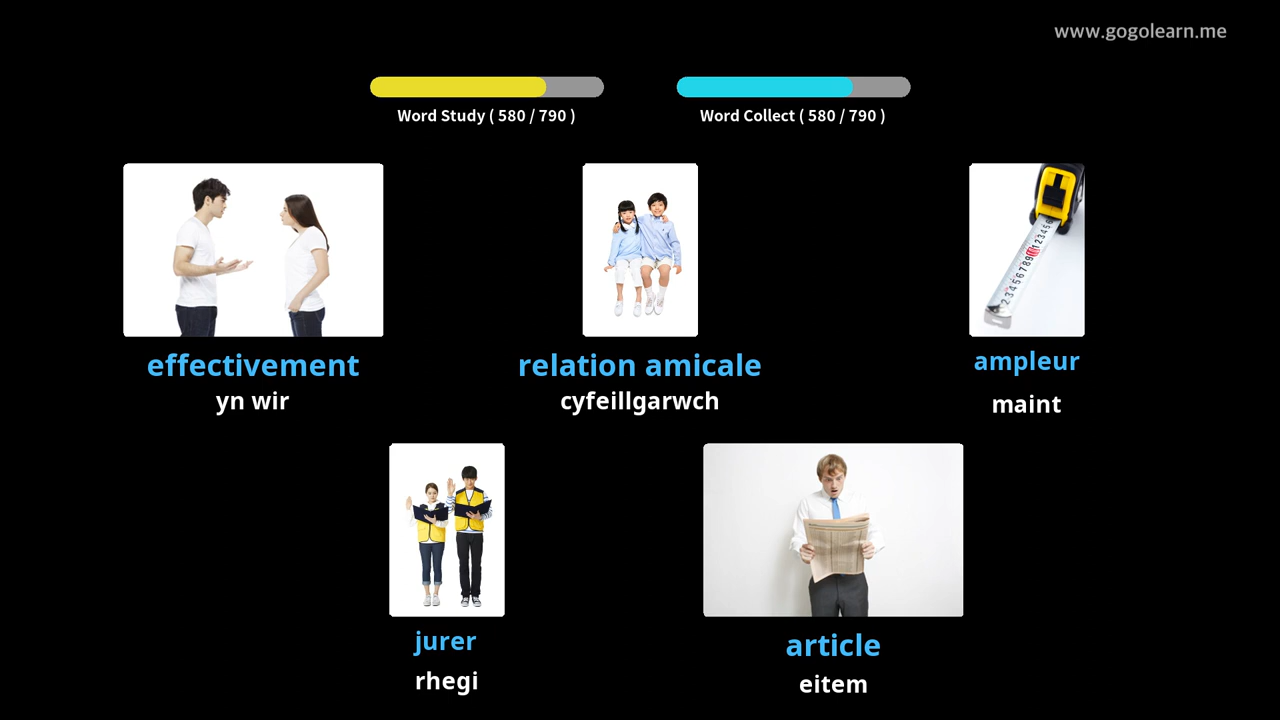 www.gogolearn.me
Word Study ( 580 / 790 )
Word Collect ( 580 / 790 )
effectivement
yn wir
relation amicale
cyfeillgarwch
ampleur
maint
jurer
rhegi
article
eitem